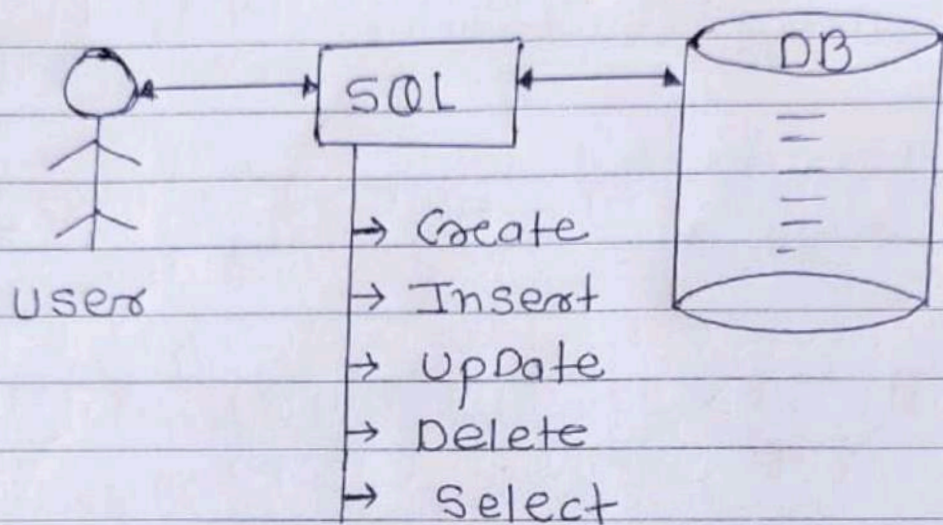 SQL
DB
user
Create
Insert
UpDate
Delete
Select